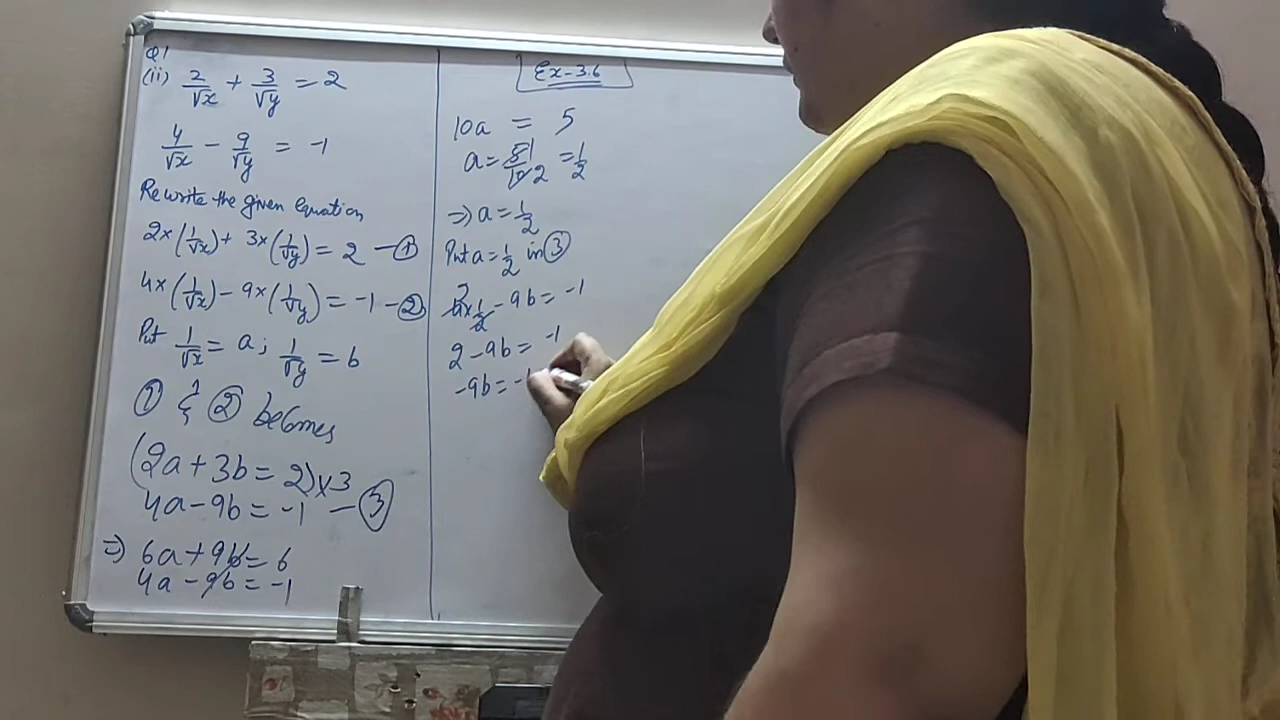 Q1
(ii) 2/√x + 3/√y = 2
4/√x - 9/√y = -1
Rewrite the given Equation
2×(1/√x) + 3×(1/√y) = 2 —①
4×(1/√x) - 9×(1/√y) = -1 —②
Put 1/√x = a ; 1/√y = b
① & ② becomes
(2a + 3b = 2)×3
4a - 9b = -1 —③
⇒ 6a + 9b = 6
4a - 9b = -1
Ex-3.6
10a = 5
a = 5 1/10 2 = 1/2
⇒ a = 1/2
Put a = 1/2 in ③
2 4×1/2 - 9b = -1
2 - 9b = -1
-9b = -1